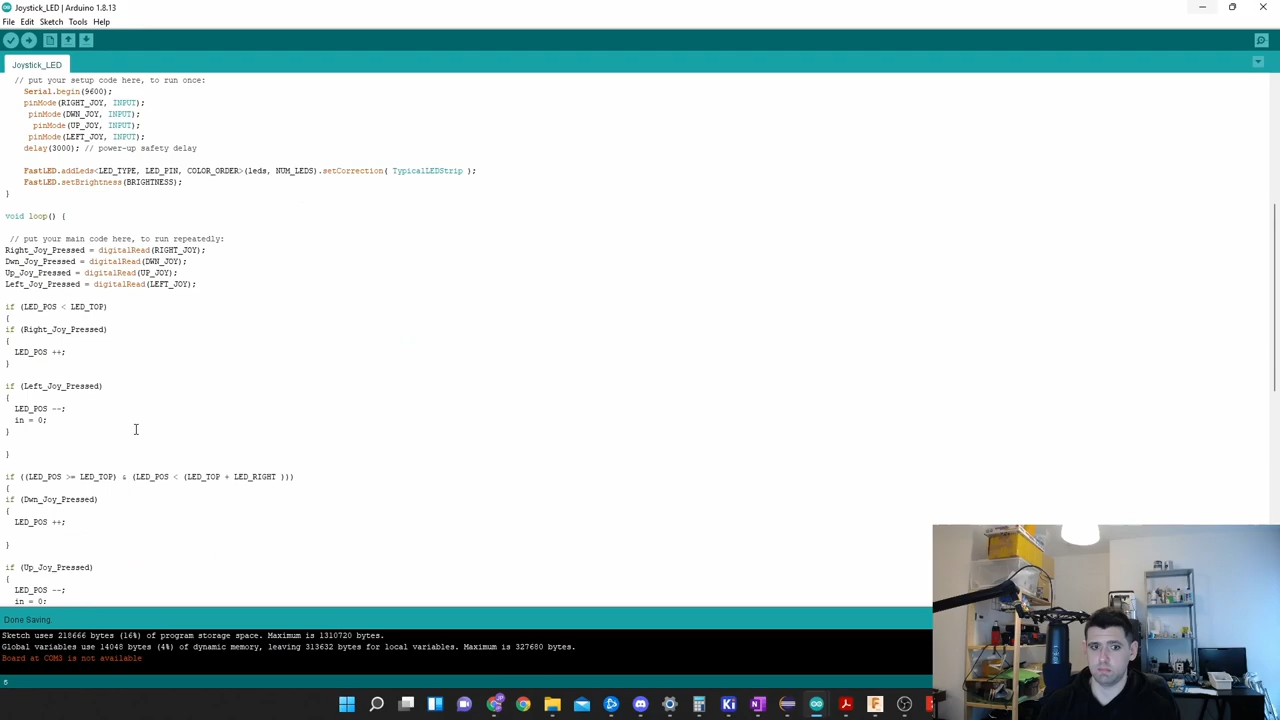 Joystick_LED | Arduino 1.8.13
File Edit Sketch Tools Help
Joystick_LED
// put your setup code here, to run once:
Serial.begin(9600);
pinMode(RIGHT_JOY, INPUT);
pinMode(DWN_JOY, INPUT);
pinMode(UP_JOY, INPUT);
pinMode(LEFT_JOY, INPUT);
delay(3000); // power-up safety delay
FastLED.addLeds<LED_TYPE, LED_PIN, COLOR_ORDER>(leds, NUM_LEDS).setCorrection( TypicalLEDStrip );
FastLED.setBrightness(BRIGHTNESS);
}
void loop() {
// put your main code here, to run repeatedly:
Right_Joy_Pressed = digitalRead(RIGHT_JOY);
Dwn_Joy_Pressed = digitalRead(DWN_JOY);
Up_Joy_Pressed = digitalRead(UP_JOY);
Left_Joy_Pressed = digitalRead(LEFT_JOY);
if (LED_POS < LED_TOP)
{
if (Right_Joy_Pressed)
{
LED_POS ++;
}
if (Left_Joy_Pressed)
{
LED_POS --;
in = 0;
}
}
if ((LED_POS >= LED_TOP) & (LED_POS < (LED_TOP + LED_RIGHT )))
{
if (Dwn_Joy_Pressed)
{
LED_POS ++;
}
if (Up_Joy_Pressed)
{
LED_POS --;
in = 0;
Done Saving.
Sketch uses 218666 bytes (16%) of program storage space. Maximum is 1310720 bytes.
Global variables use 14048 bytes (4%) of dynamic memory, leaving 313632 bytes for local variables. Maximum is 327680 bytes.
Board at COM3 is not available
5
Ki